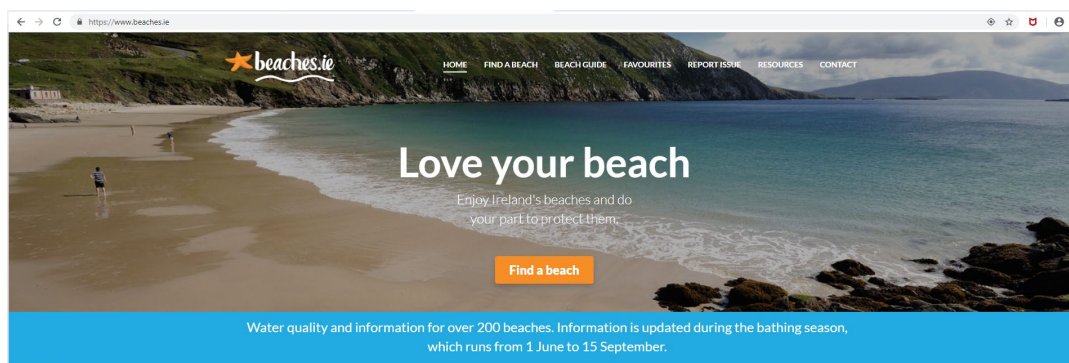 https://www.beaches.ie
beaches.ie
HOME FIND A BEACH BEACH GUIDE FAVOURITES REPORT ISSUE RESOURCES CONTACT
Love your beach
Enjoy Ireland's beaches and do
your part to protect them.
Find a beach
Water quality and information for over 200 beaches. Information is updated during the bathing season,
which runs from 1 June to 15 September.